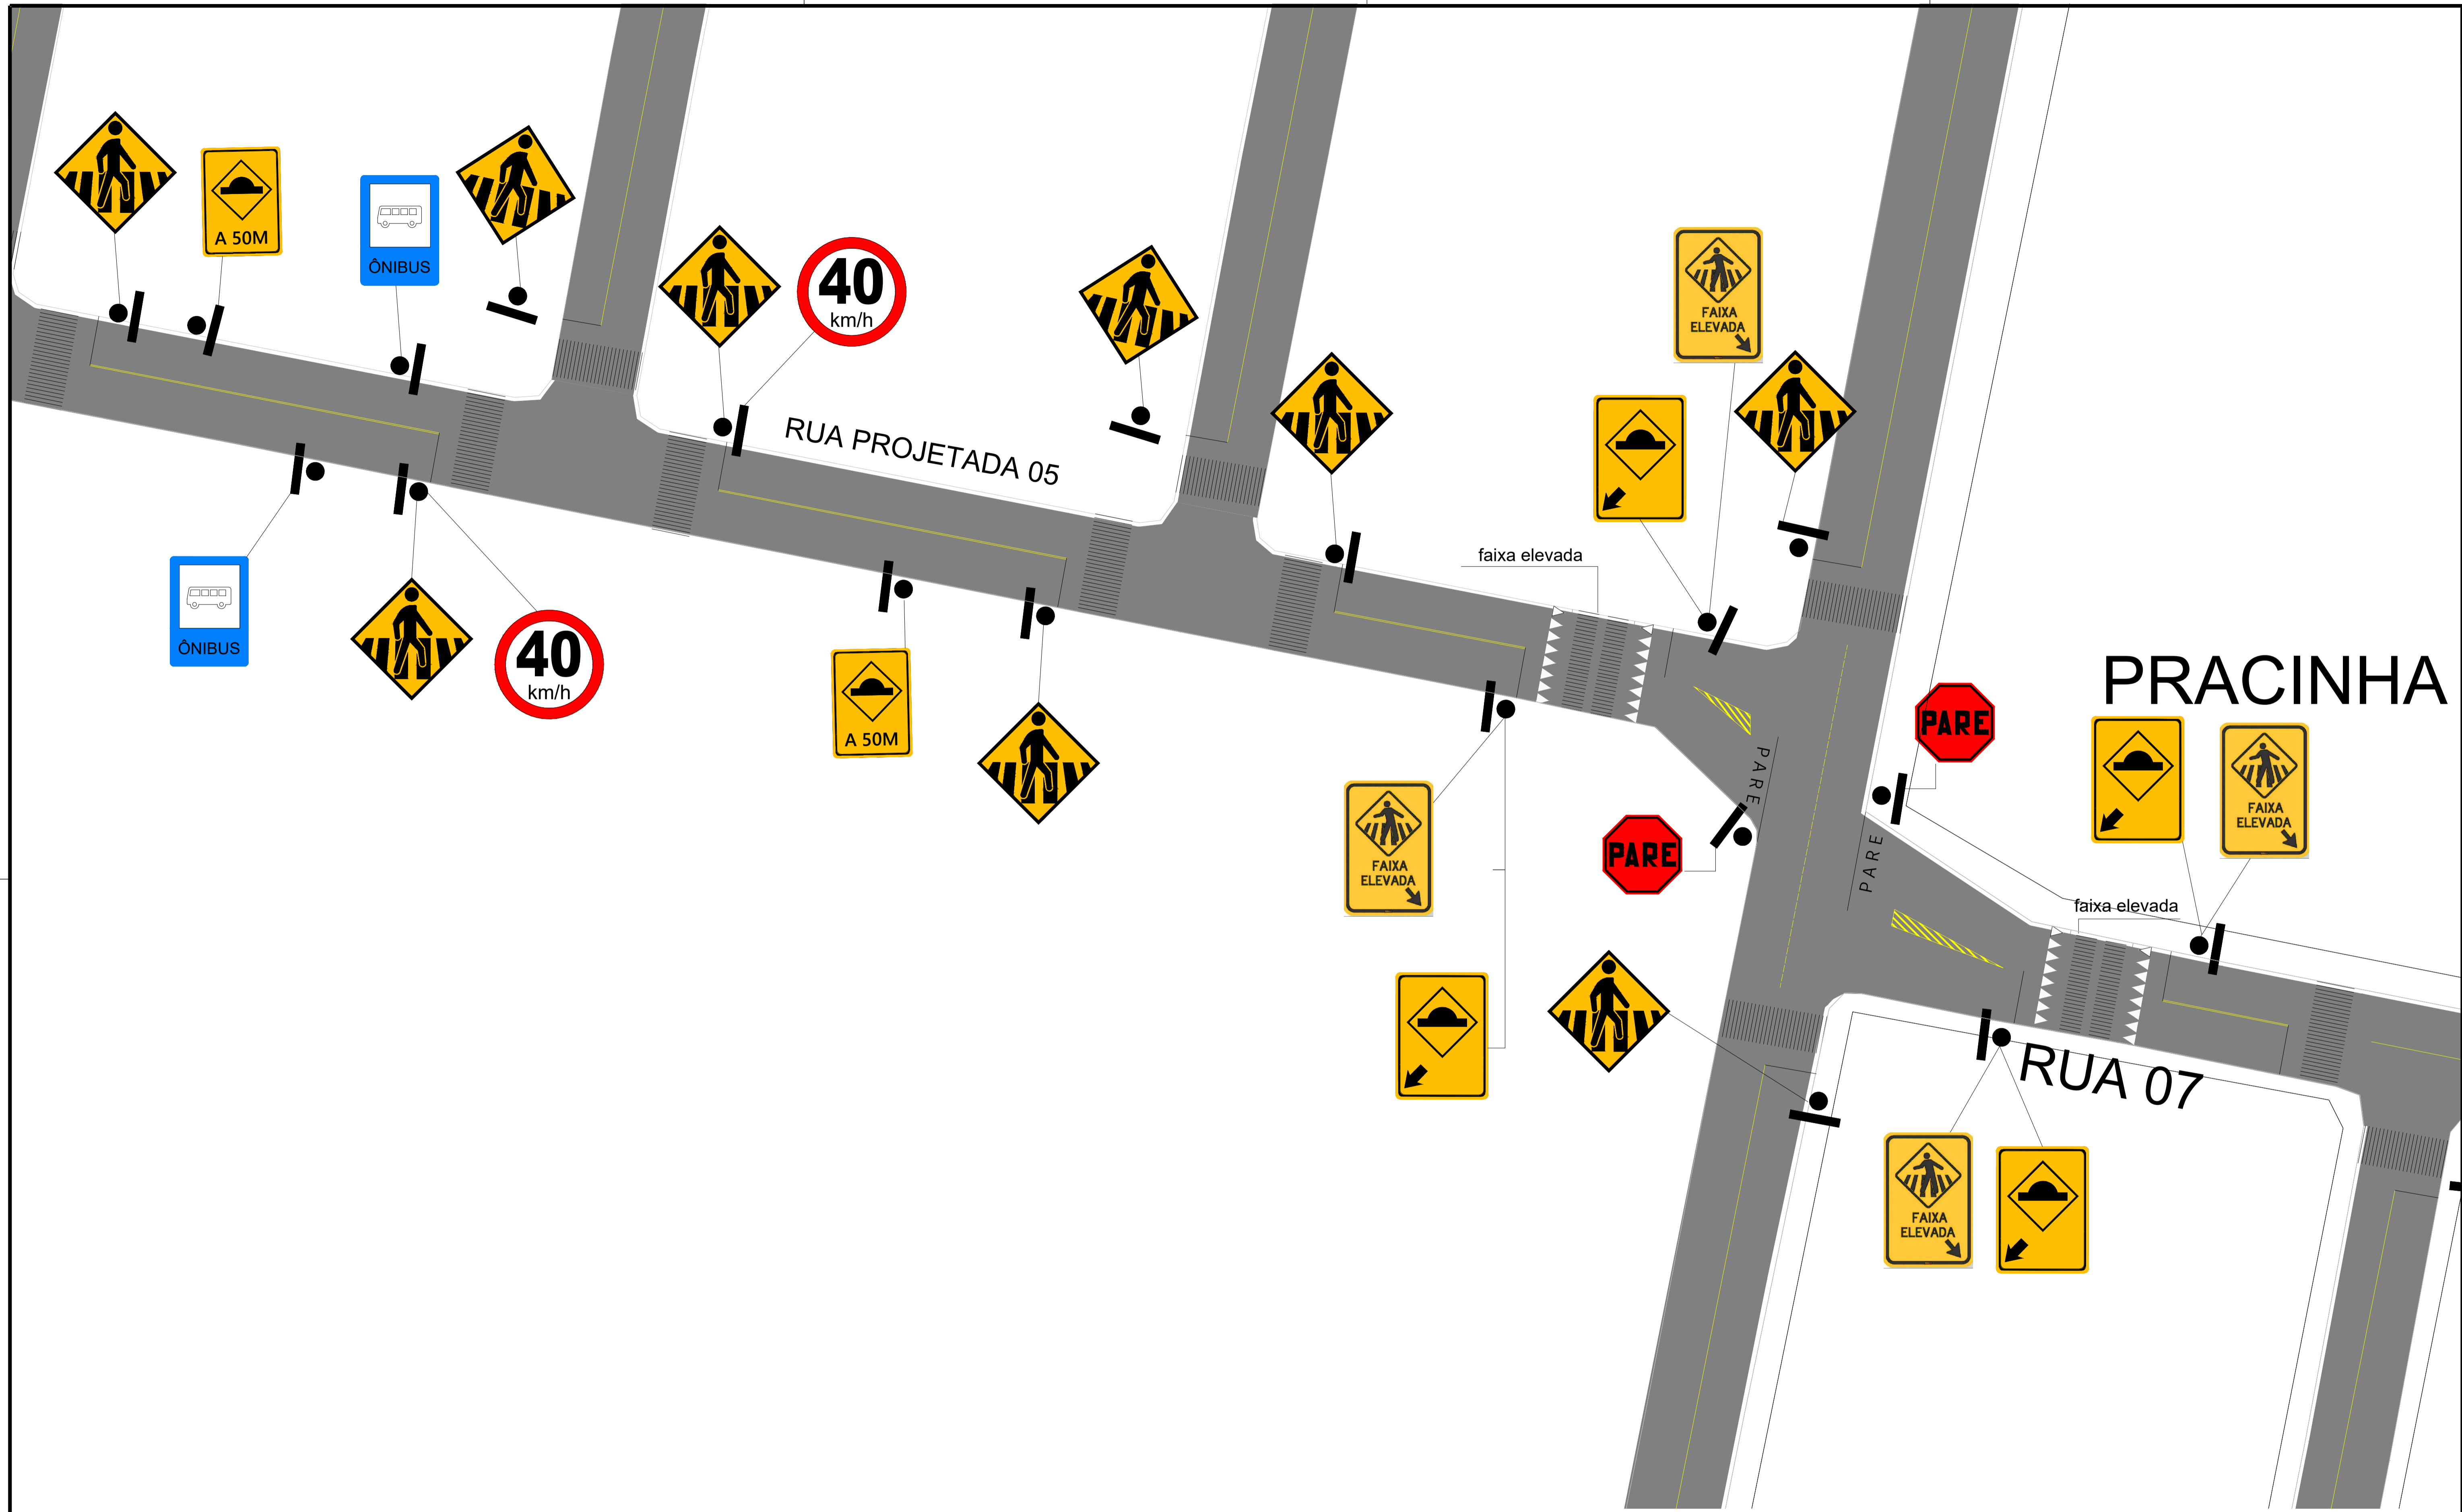 A 50M
ÔNIBUS
40
km/h
RUA PROJETADA 05
FAIXA
ELEVADA
faixa elevada
ÔNIBUS
40
km/h
A 50M
PRACINHA
PARE
PARE
FAIXA
ELEVADA
FAIXA
ELEVADA
PARE
PARE
faixa elevada
RUA 07
FAIXA
ELEVADA